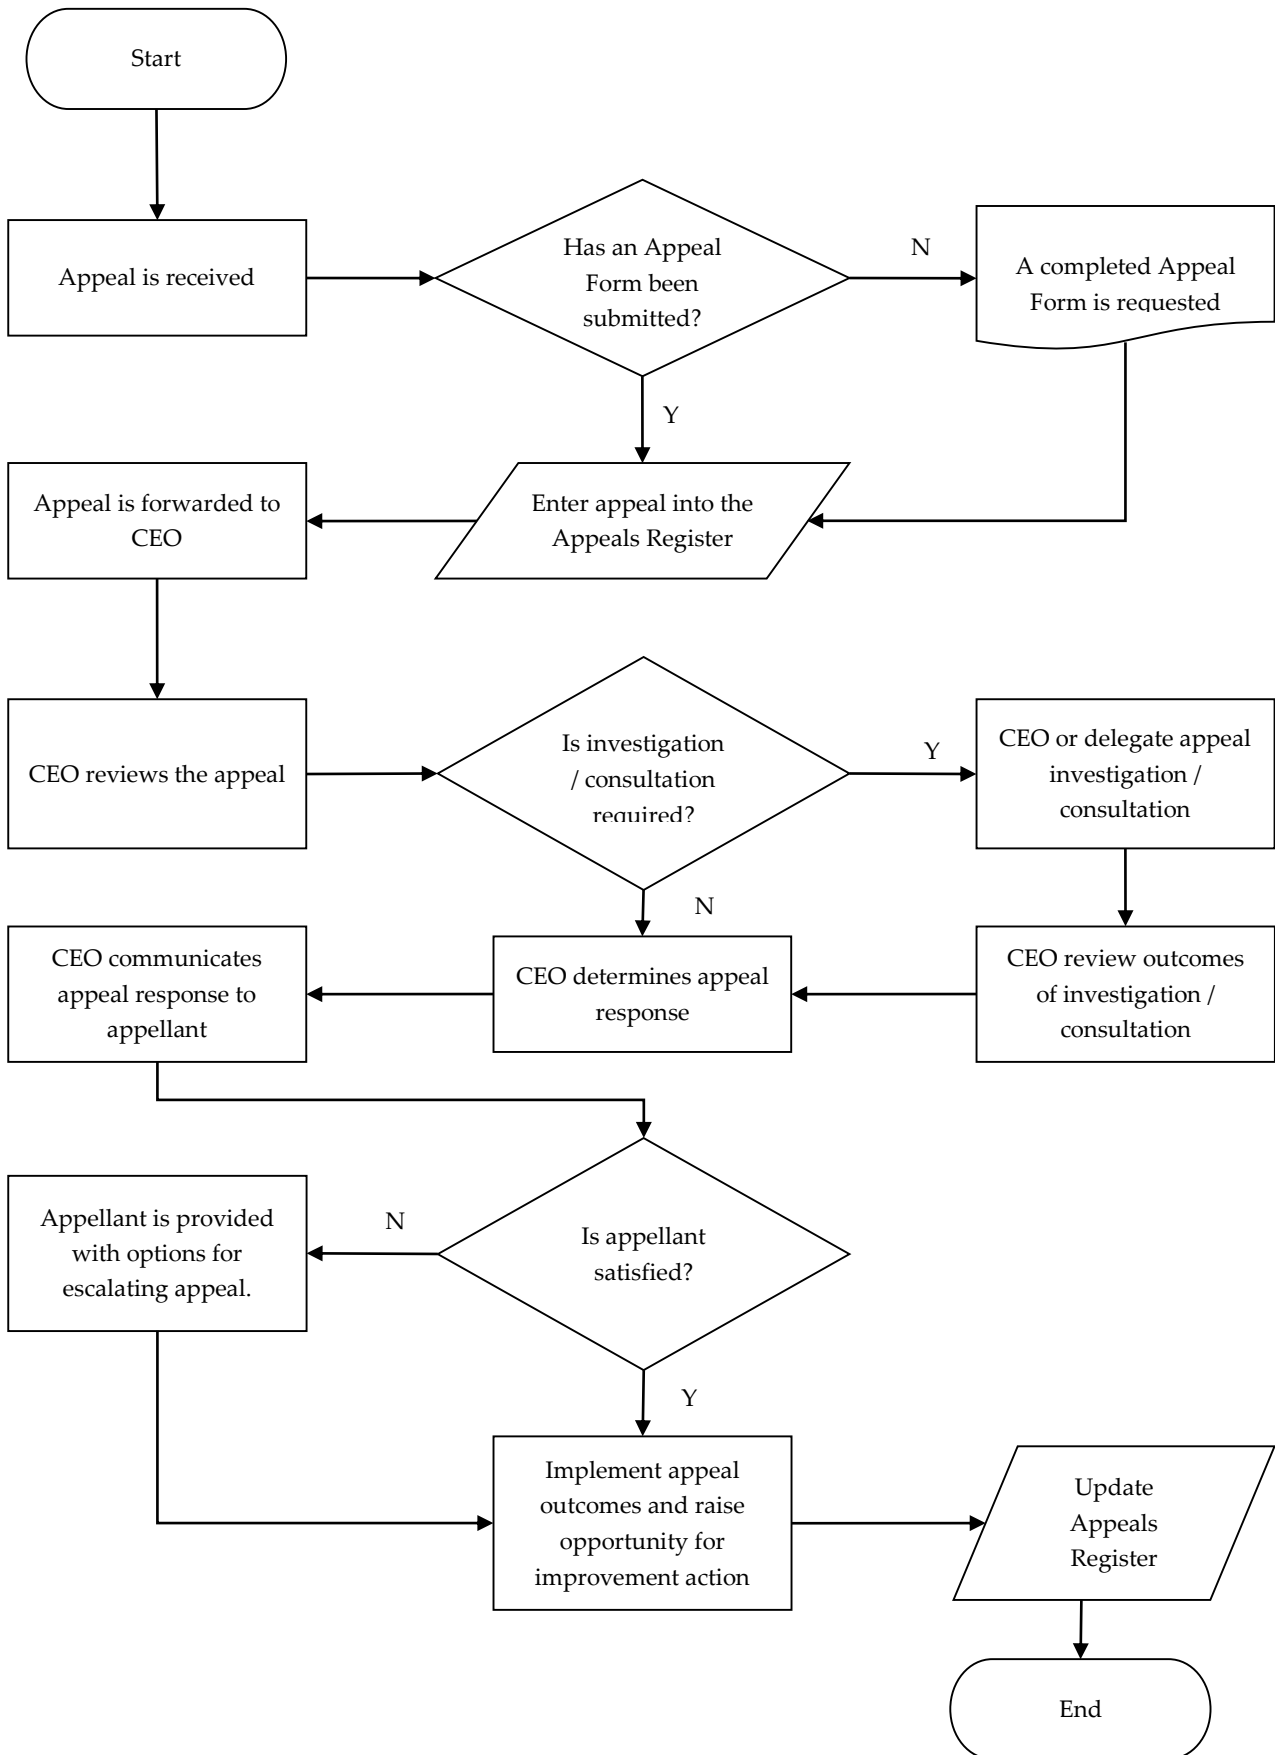 Start
Appeal is received
Has an Appeal
Form been
submitted?
N
A completed Appeal
Form is requested
Y
Appeal is forwarded to
CEO
Enter appeal into the
Appeals Register
CEO reviews the appeal
Is investigation
/ consultation
required?
Y
CEO or delegate appeal
investigation /
consultation
N
CEO communicates
appeal response to
appellant
CEO determines appeal
response
CEO review outcomes
of investigation /
consultation
Appellant is provided
with options for
escalating appeal.
N
Is appellant
satisfied?
Y
Implement appeal
outcomes and raise
opportunity for
improvement action
Update
Appeals
Register
End